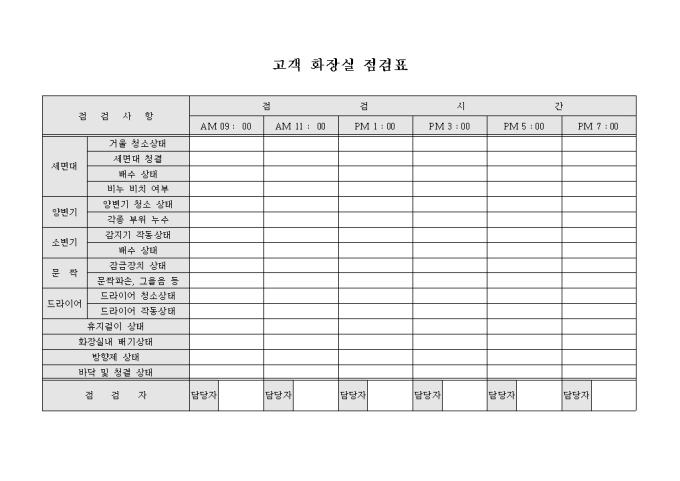 고객 화장실 점검표
점 검 사 항
점 검 시 간
AM 09 : 00 AM 11 : 00 PM 1 : 00 PM 3 : 00 PM 5 : 00 PM 7 : 00
세면대
거울 청소상태
세면대 청결
배수 상태
비누 비치 여부
양변기
양변기 청소 상태
각종 부위 누수
소변기
감지기 작동상태
배수 상태
문 짝
잠금장치 상태
문짝파손, 그을음 등
드라이어
드라이어 청소상태
드라이어 작동상태
휴지걸이 상태
화장실내 배기상태
방향제 상태
바닥 및 청결 상태
점 검 자 담당자 담당자 담당자 담당자 담당자 담당자